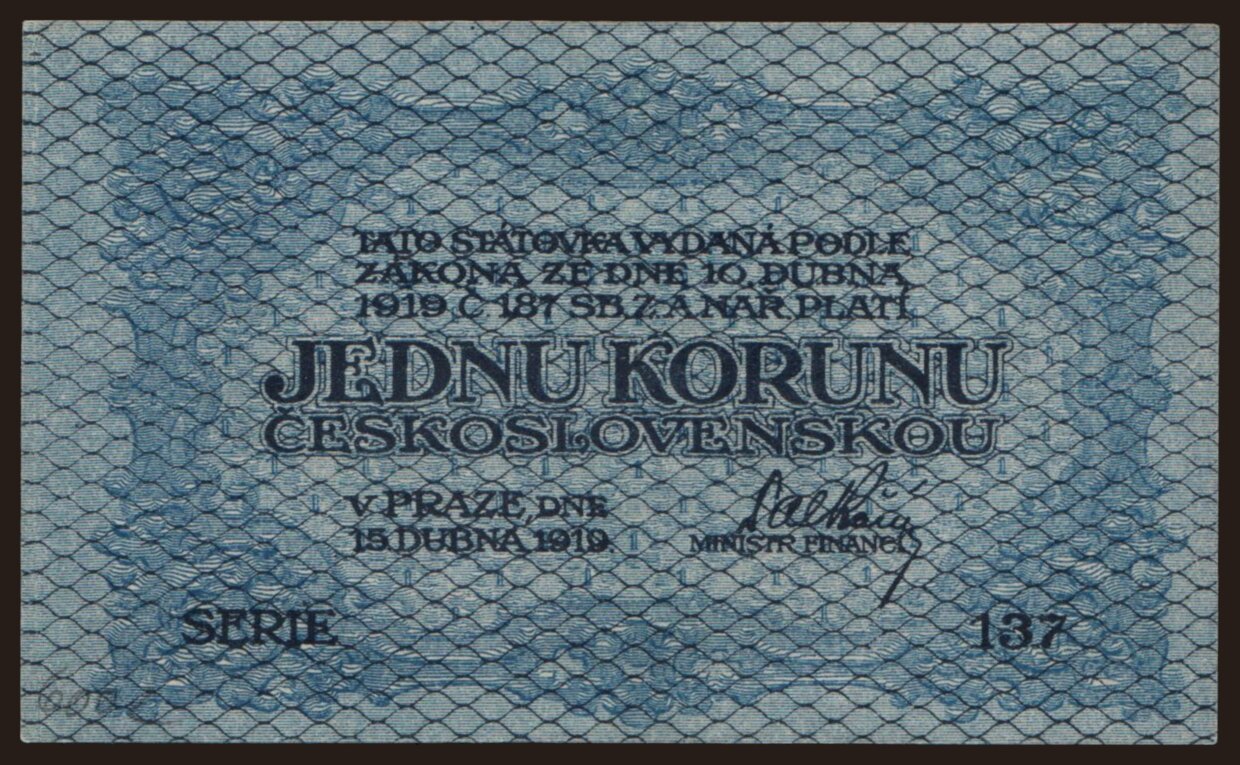 TATO STÁTOVKA VYDANÁ PODLE
ZÁKONA ZE DNE 10. DUBNA
1919 Č 187 SB. Z. A NAŘ. PLATÍ
JEDNU KORUNU
ČESKOSLOVENSKOU
V PRAZE, DNE
15. DUBNA 1919.
MINISTR FINANCÍ
SERIE 137